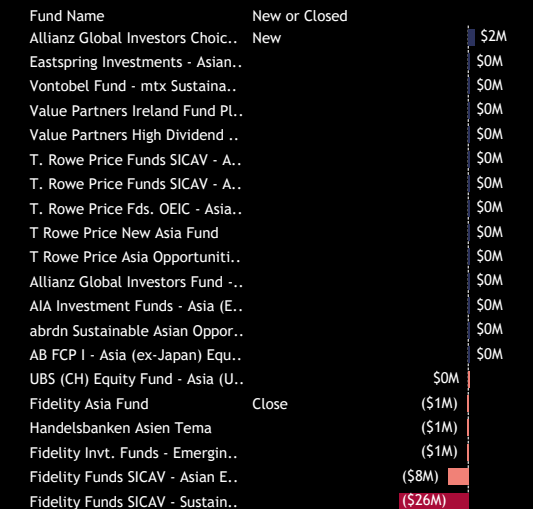 Fund Name New or Closed
Allianz Global Investors Choic.. New $2M
Eastspring Investments - Asian.. $0M
Vontobel Fund - mtx Sustaina.. $0M
Value Partners Ireland Fund Pl.. $0M
Value Partners High Dividend .. $0M
T. Rowe Price Funds SICAV - A.. $0M
T. Rowe Price Funds SICAV - A.. $0M
T. Rowe Price Fds. OEIC - Asia.. $0M
T Rowe Price New Asia Fund $0M
T Rowe Price Asia Opportuniti.. $0M
Allianz Global Investors Fund -.. $0M
AIA Investment Funds - Asia (E.. $0M
abrdn Sustainable Asian Oppor.. $0M
AB FCP I - Asia (ex-Japan) Equ.. $0M
UBS (CH) Equity Fund - Asia (U.. $0M
Fidelity Asia Fund Close ($1M)
Handelsbanken Asien Tema ($1M)
Fidelity Invt. Funds - Emergin.. ($1M)
Fidelity Funds SICAV - Asian E.. ($8M)
Fidelity Funds SICAV - Sustain.. ($26M)